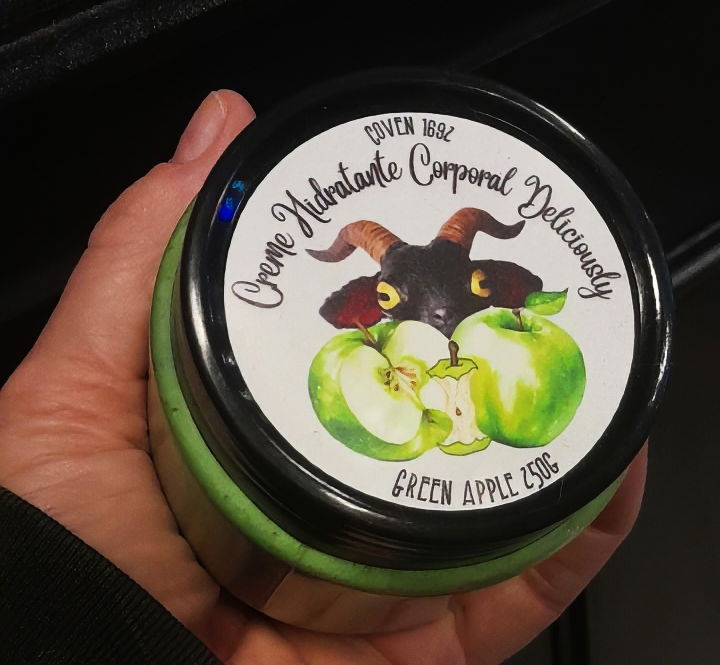 COVEN 1692
Creme Hidratante Corporal Deliciously
GREEN APPLE 250G